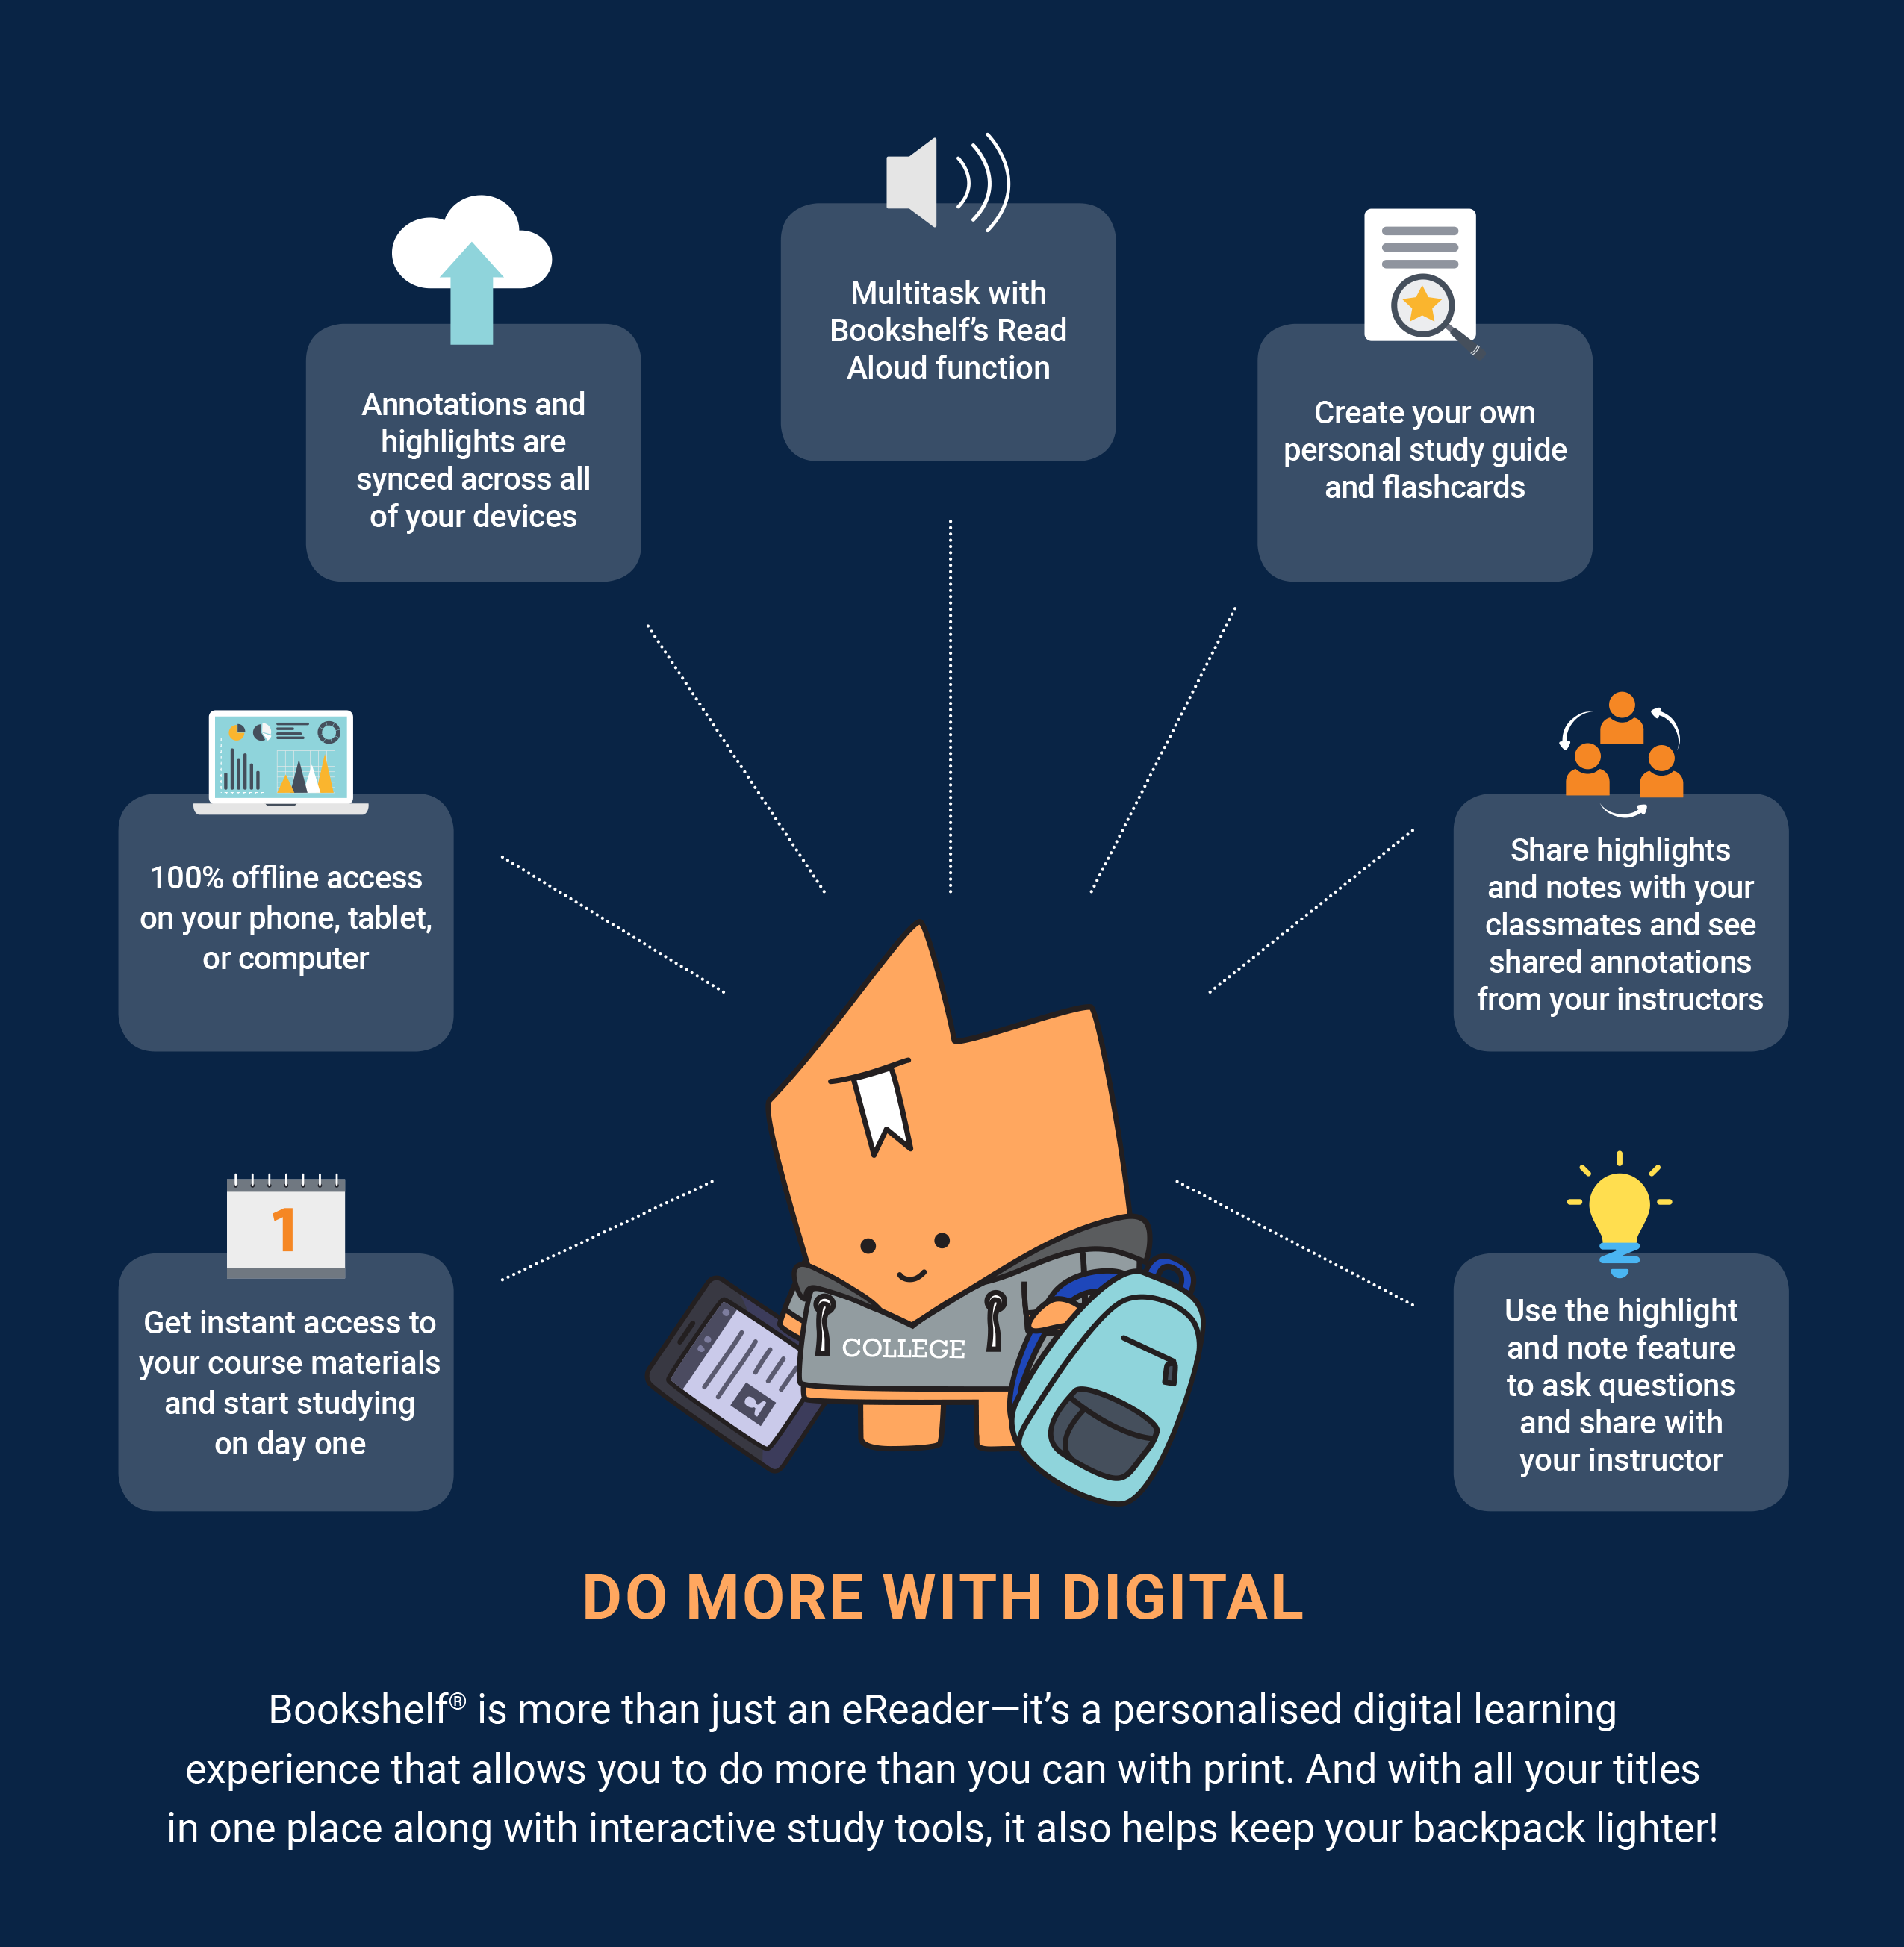 Multitask with
Bookshelf’s Read
Aloud function
Annotations and
highlights are
synced across all
of your devices
Create your own
personal study guide
and flashcards
100% offline access
on your phone, tablet,
or computer
Share highlights
and notes with your
classmates and see
shared annotations
from your instructors
1
Get instant access to
your course materials
and start studying
on day one
Use the highlight
and note feature
to ask questions
and share with
your instructor
COLLEGE
DO MORE WITH DIGITAL
Bookshelf® is more than just an eReader—it’s a personalised digital learning
experience that allows you to do more than you can with print. And with all your titles
in one place along with interactive study tools, it also helps keep your backpack lighter!